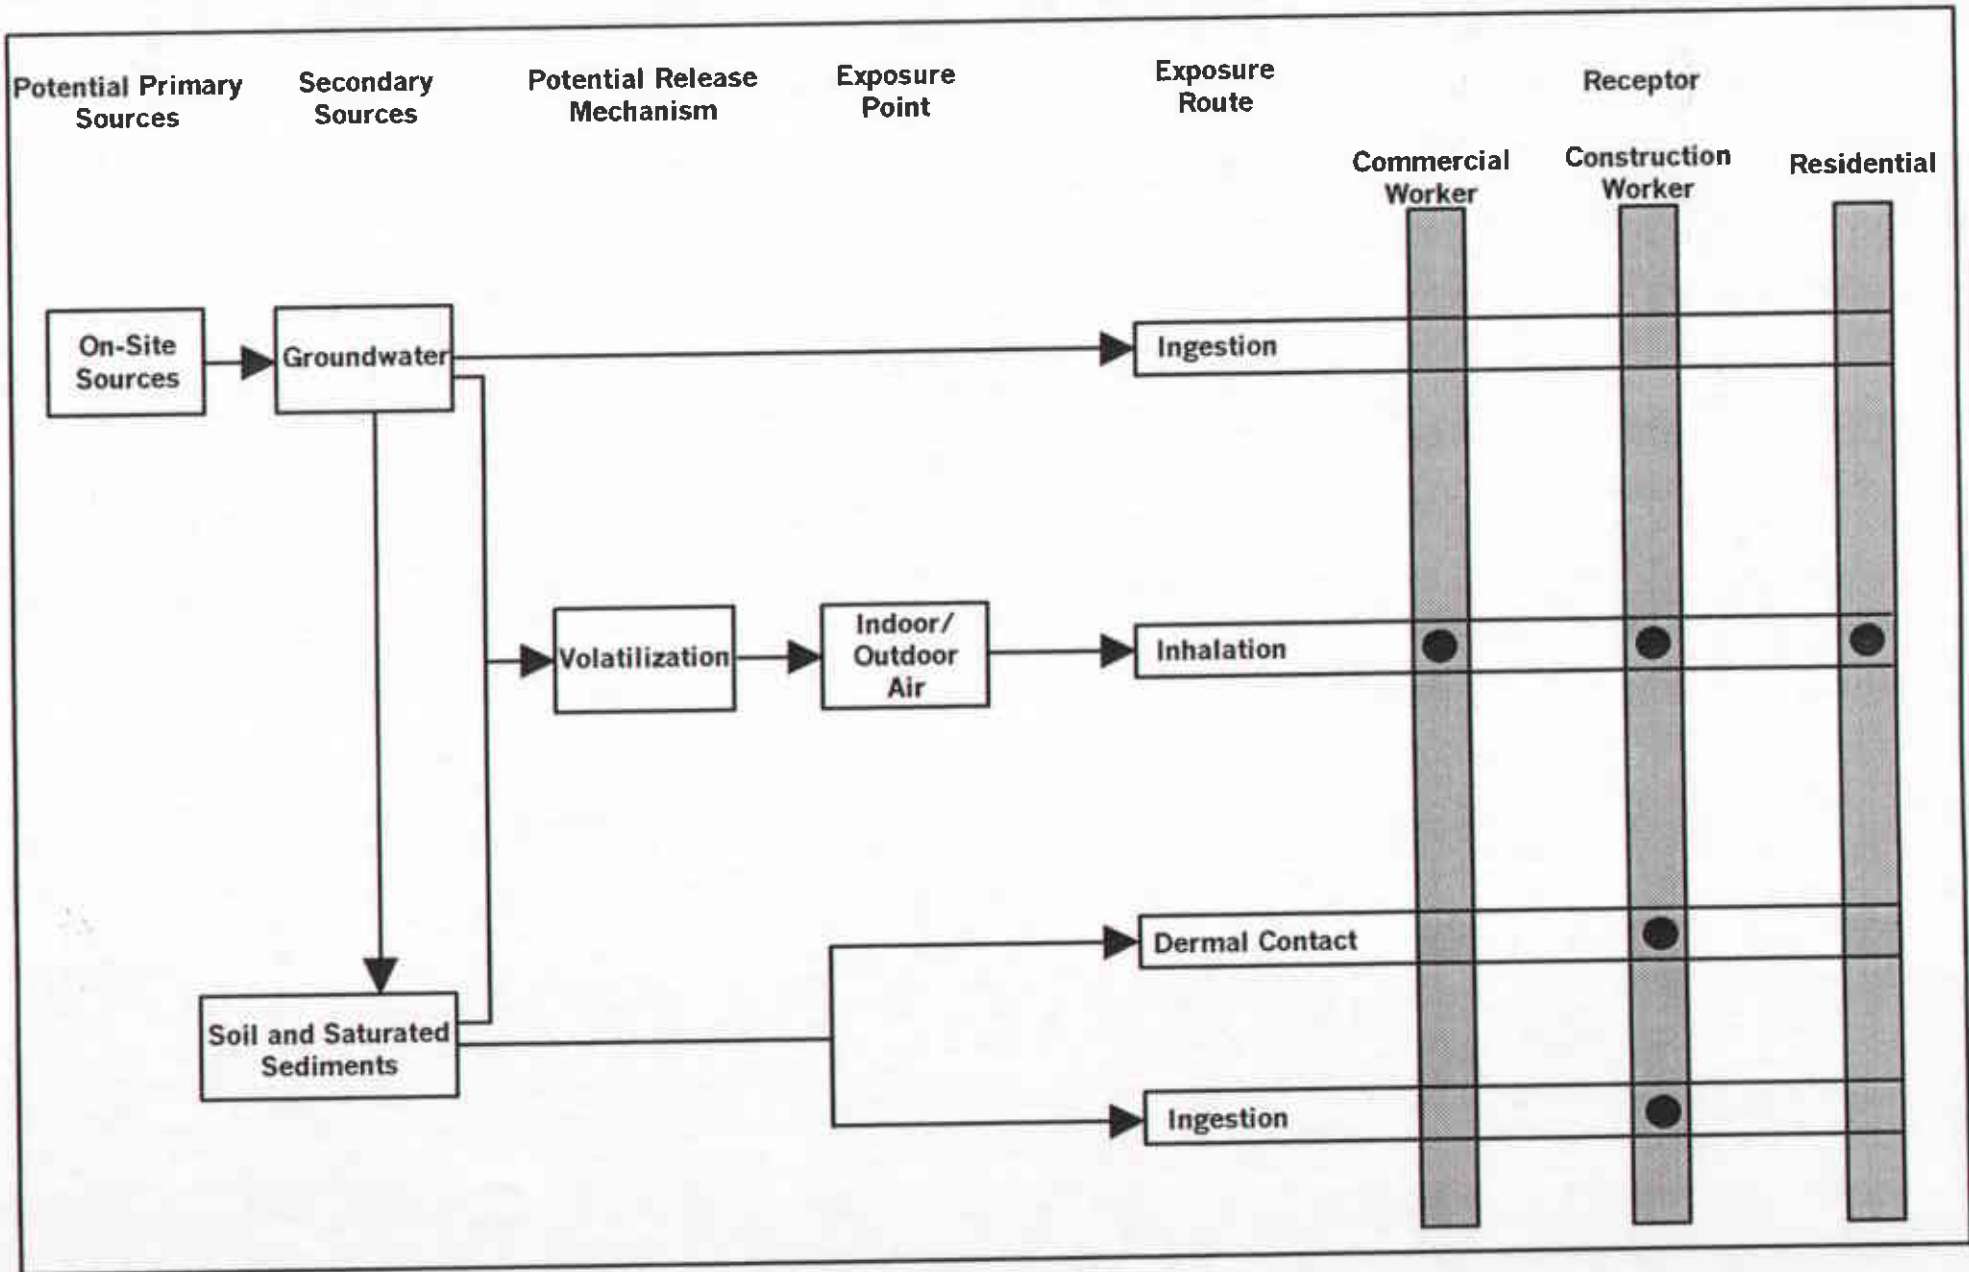 Potential Primary
Sources
Secondary
Sources
Potential Release
Mechanism
Exposure
Point
Exposure
Route
Receptor
Commercial
Worker
Construction
Worker
Residential
On-Site
Sources
Groundwater
Ingestion
Volatilization
Indoor/
Outdoor
Air
Inhalation
Dermal Contact
Soil and Saturated
Sediments
Ingestion